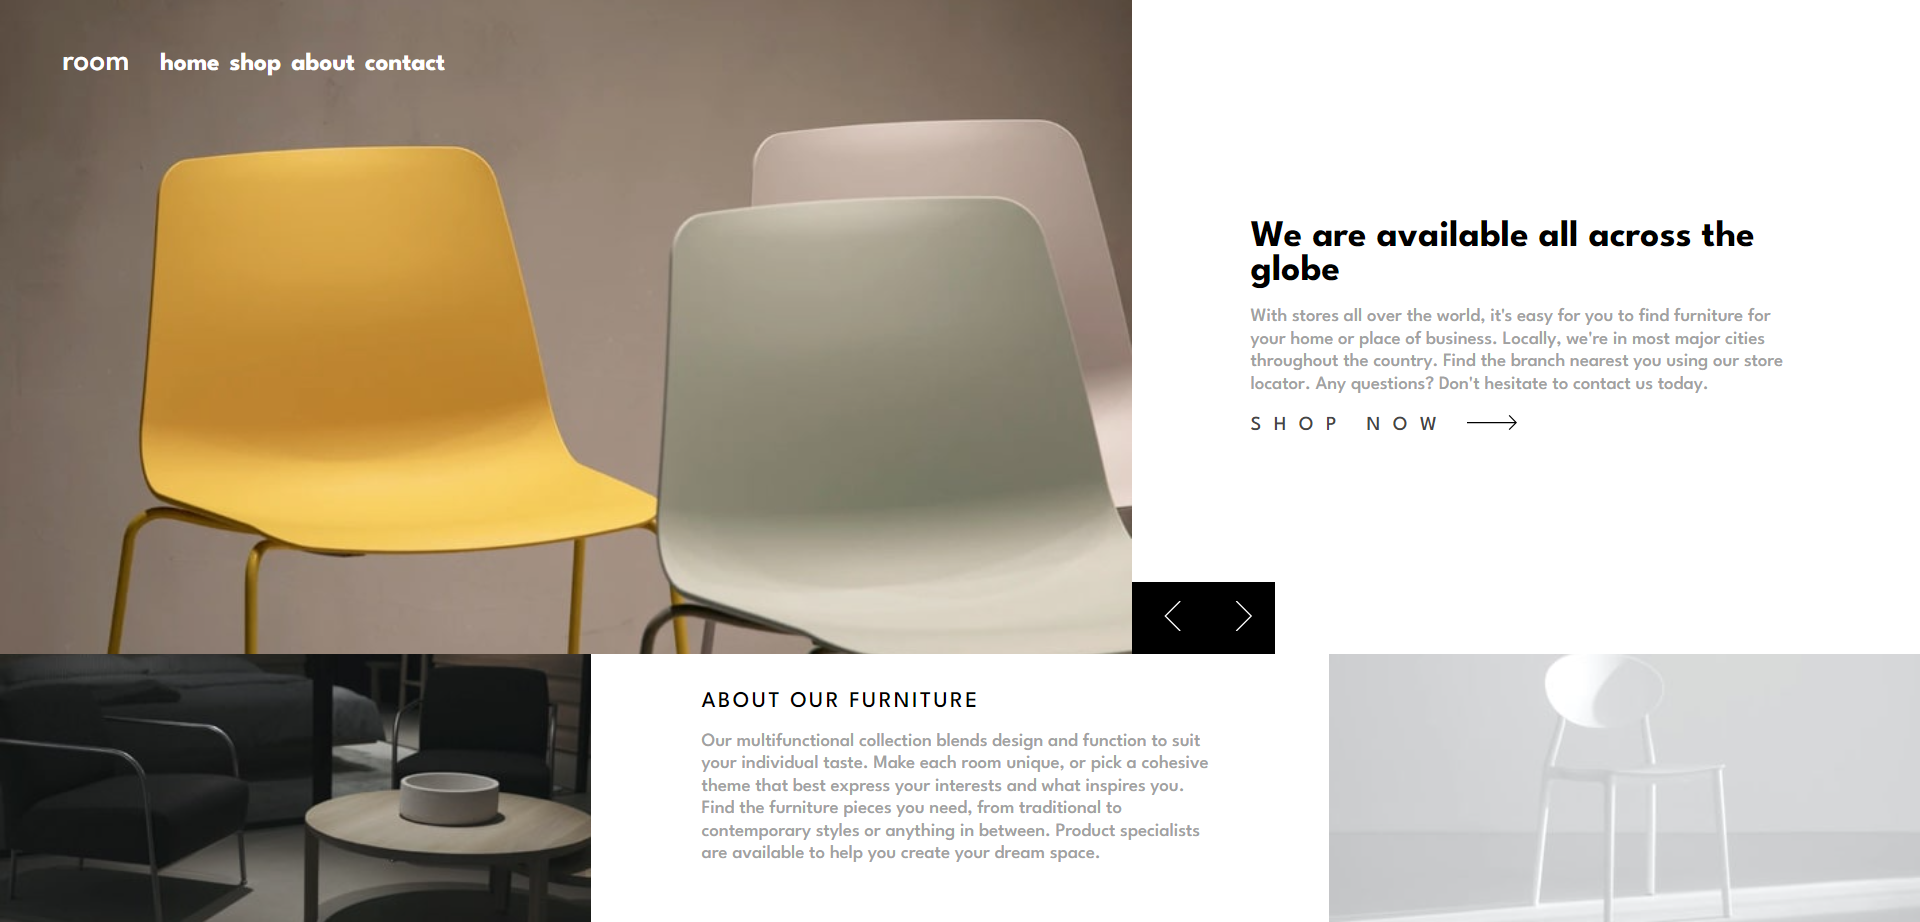 room home shop about contact
We are available all across the
globe
With stores all over the world, it's easy for you to find furniture for
your home or place of business. Locally, we're in most major cities
throughout the country. Find the branch nearest you using our store
locator. Any questions? Don't hesitate to contact us today.
SHOP NOW
ABOUT OUR FURNITURE
Our multifunctional collection blends design and function to suit
your individual taste. Make each room unique, or pick a cohesive
theme that best express your interests and what inspires you.
Find the furniture pieces you need, from traditional to
contemporary styles or anything in between. Product specialists
are available to help you create your dream space.